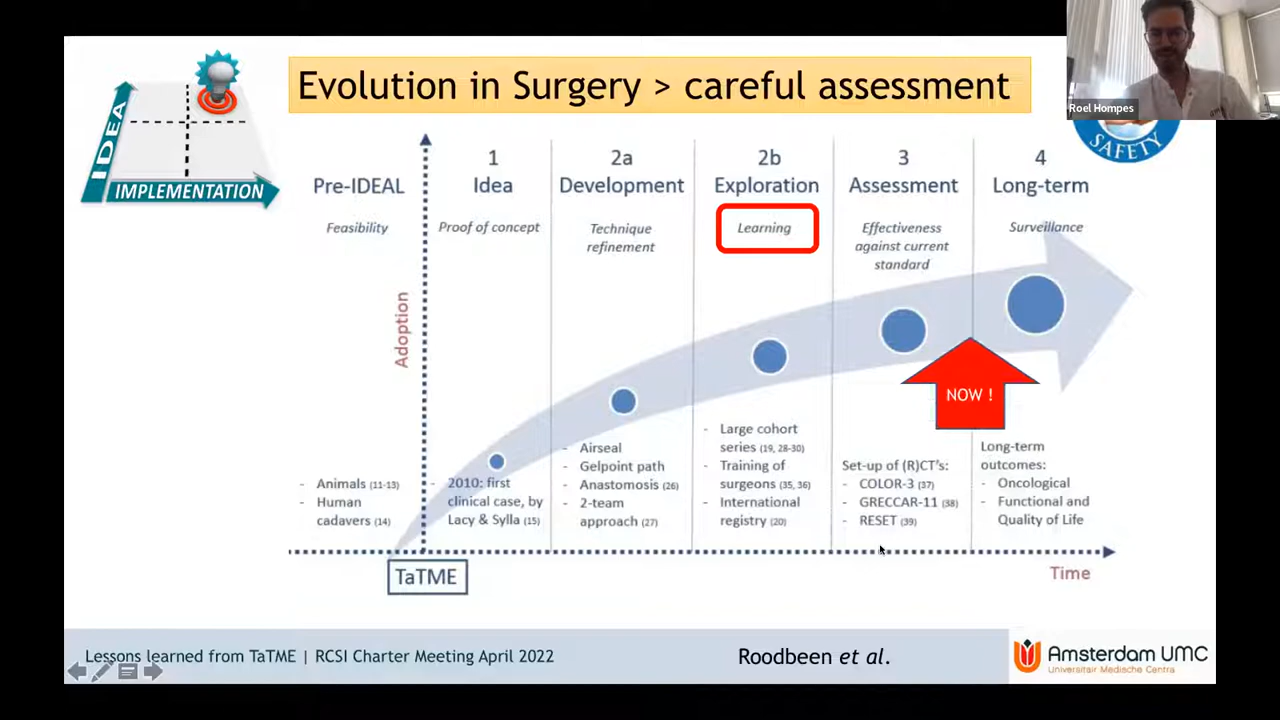 Evolution in Surgery > careful assessment
Roel Hompes
IDEA
IMPLEMENTATION
SAFETY
Pre-IDEAL
Feasibility
1
Idea
Proof of concept
2a
Development
Technique
refinement
2b
Exploration
Learning
3
Assessment
Effectiveness
against current
standard
4
Long-term
Surveillance
Adoption
NOW !
- Animals (11-13)
- Human
cadavers (14)
- 2010: first
clinical case, by
Lacy & Sylla (15)
- Airseal
- Gelpoint path
- Anastomosis (26)
- 2-team
approach (27)
- Large cohort
series (19, 28-30)
- Training of
surgeons (35, 36)
- International
registry (20)
Set-up of (R)CT's:
- COLOR-3 (37)
- GRECCAR-11 (38)
- RESET (39)
Long-term
outcomes:
- Oncological
- Functional and
Quality of Life
TaTME
Time
Lessons learned from TaTME | RCSI Charter Meeting April 2022
Roodbeen et al.
Amsterdam UMC
Universitair Medische Centra